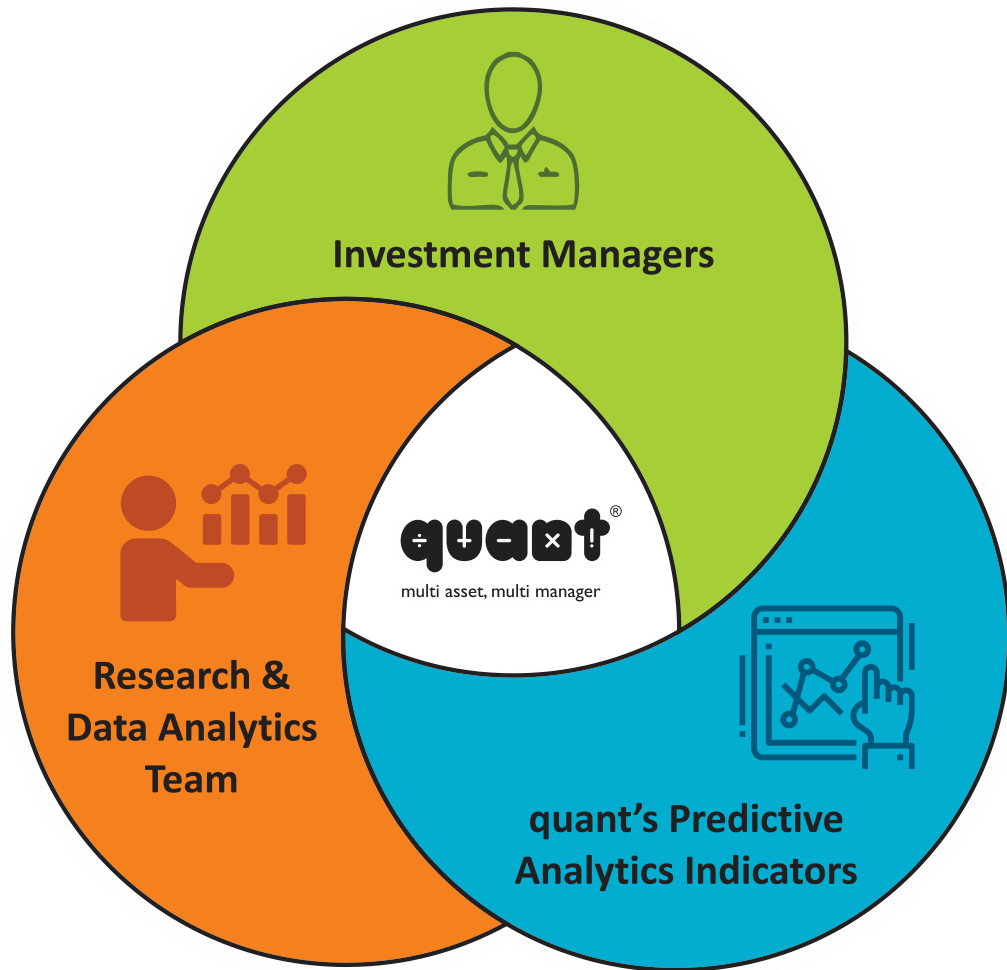 Investment Managers
quant®
multi asset, multi manager
Research &
Data Analytics
Team
quant’s Predictive
Analytics Indicators